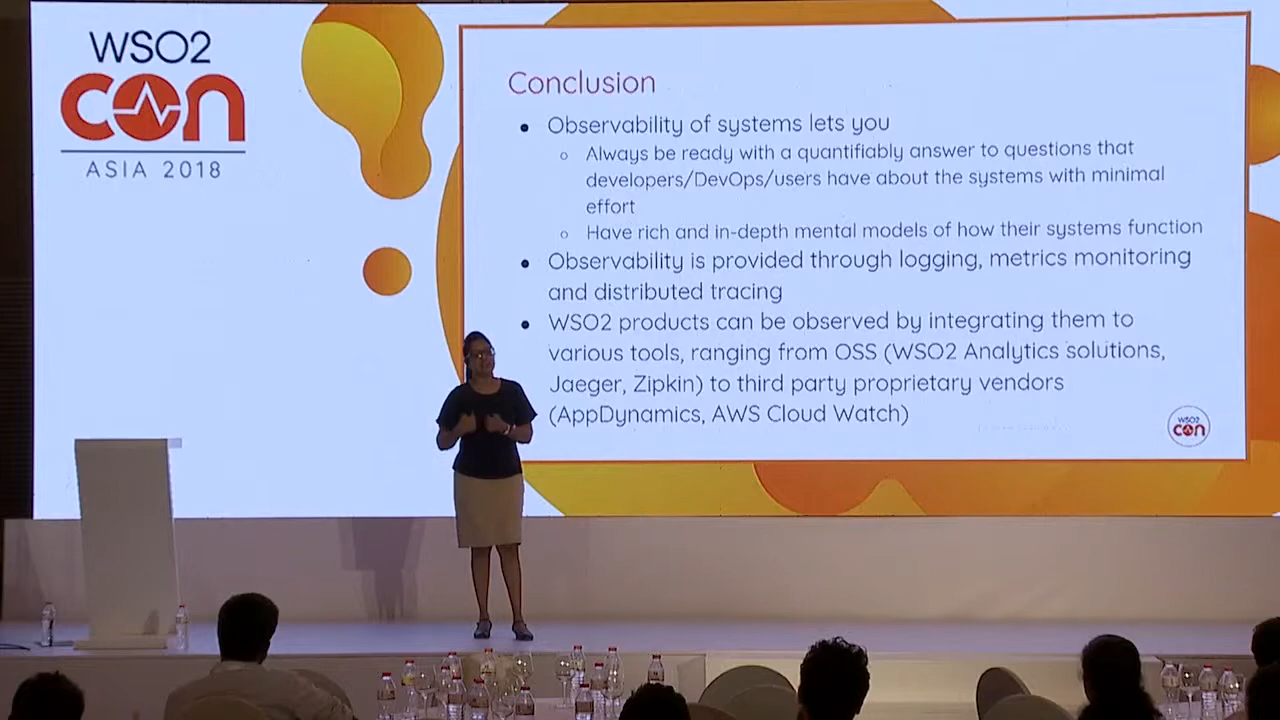 WSO2
CON
ASIA 2018
Conclusion
● Observability of systems lets you
○ Always be ready with a quantifiably answer to questions that
developers/DevOps/users have about the systems with minimal
effort
○ Have rich and in-depth mental models of how their systems function
● Observability is provided through logging, metrics monitoring
and distributed tracing
● WSO2 products can be observed by integrating them to
various tools, ranging from OSS (WSO2 Analytics solutions,
Jaeger, Zipkin) to third party proprietary vendors
(AppDynamics, AWS Cloud Watch)
WSO2
CON